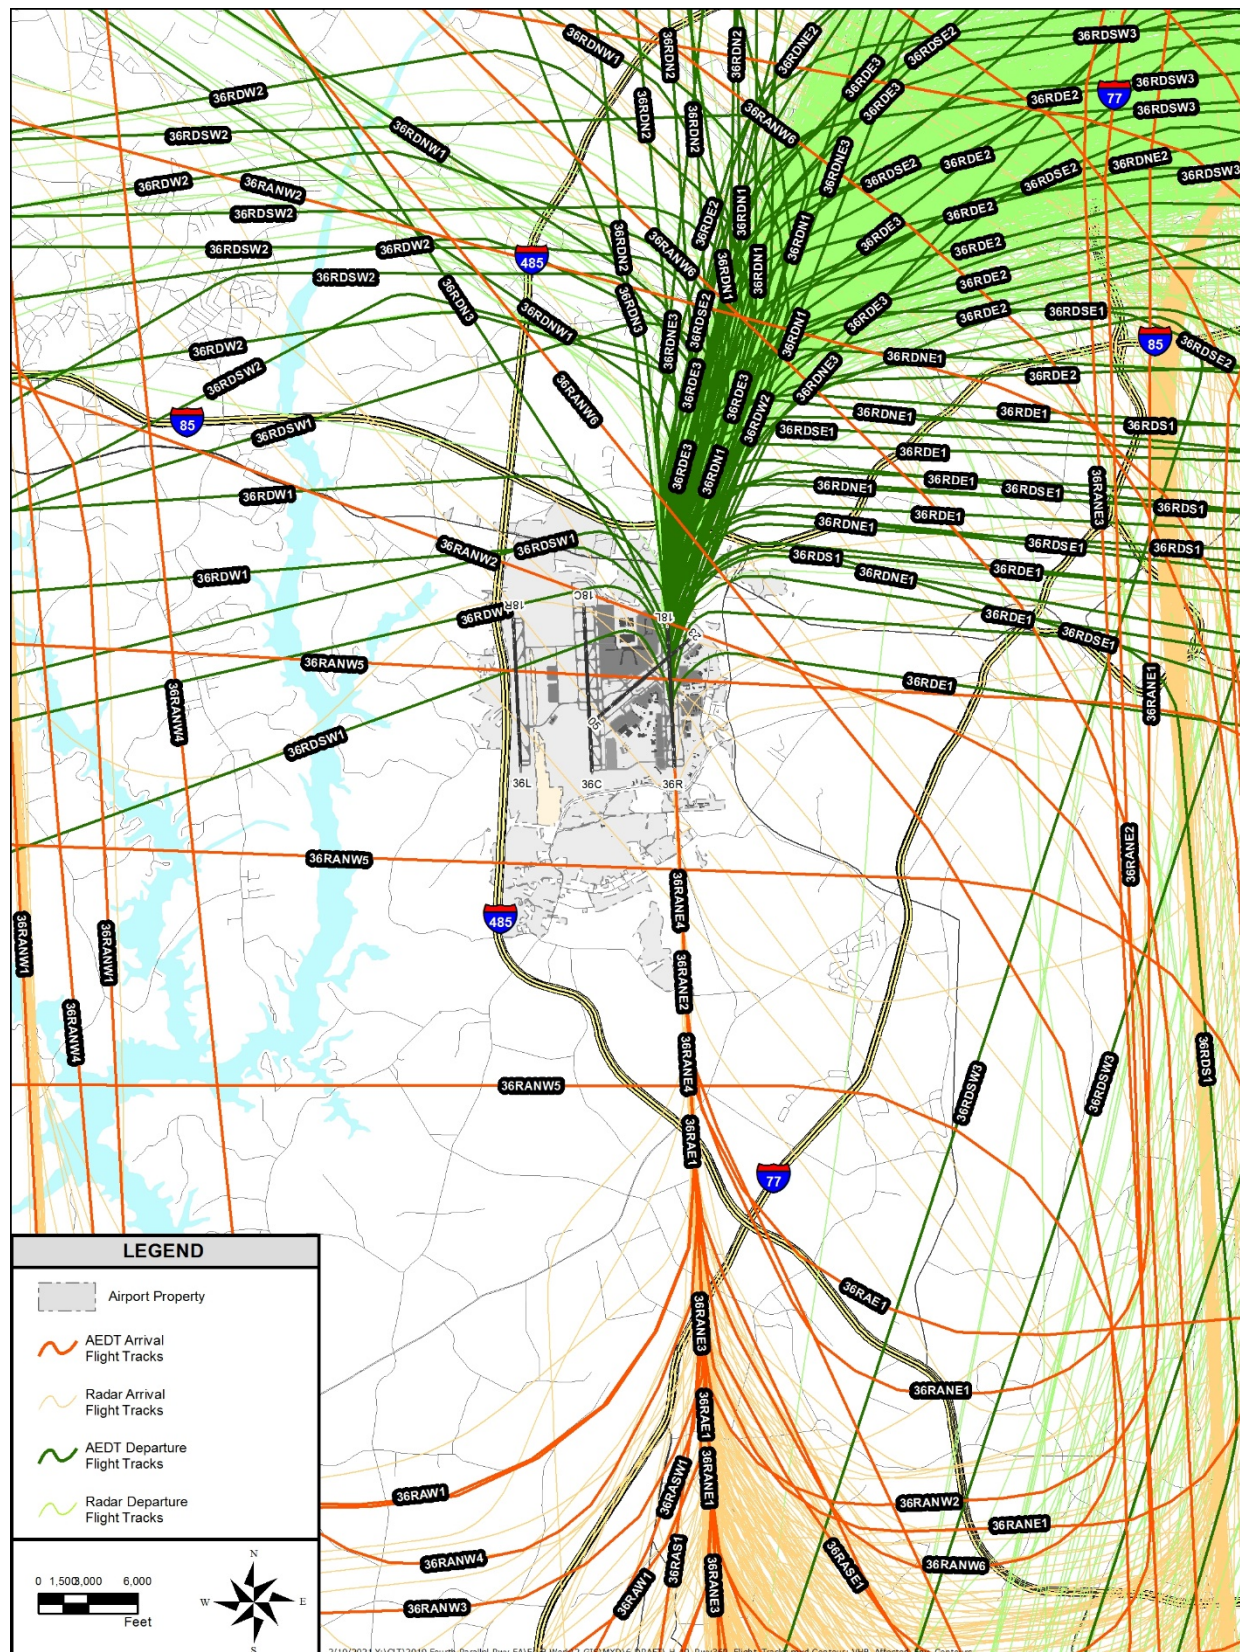 36RDNW1
36RDN2
36RDN2
36RDNE2
36RDSE2
36RDSW3
36RDE3
77
36RDSW3
36RDW2
36RDN2
36RDE3
36RDE2
36RDSW3
36RDSW2
36RDNW1
36RDN2
36RANW6
36RDNE3
36RDSE2
36RDE2
36RDSE2
36RDNE2
36RDSW3
36RDW2
36RANW2
36RDSW2
36RDE2
36RDN1
36RDN1
36RDE3
36RDE2
36RDSW2
36RDW2
485
36RDN2
36RANW6
36RDN1
36RDN1
36RDE2
36RDSW2
36RDN3
36RDNW1
36RDN3
36RDSE2
36RDE2
36RDE3
36RDE2
36RDSE1
36RDW2
36RDNE3
36RDN1
36RDNE1
85
36RDSE2
36RDSW2
36RANW6
36RDE3
36RDE3
36RDNE3
36RDE2
85
36RDSW1
36RDW2
36RDNE1
36RDE1
36RDS1
36RDSE1
36RDE3
36RDN1
36RDE1
36RDW1
36RDNE1
36RDE1
36RDSE1
36RANE3
36RDS1
36RDNE1
36RDE1
36RANW2
36RDSW1
36RDS1
36RDSE1
36RDS1
36RDW1
36RDNE1
36RDE1
18R
18C
18L
23
36RDE1
36RDSE1
36RANW5
36RDE1
36RANE1
36RANW4
05
36RDSW1
36L
36C
36R
36RANW5
36RANE2
36RANW1
36RANW1
485
36RANE4
36RANW4
36RANE2
36RANE4
36RDSW3
36RDSW3
36RDS1
36RANW5
36RAE1
77
36RAE1
36RANE3
36RANE1
36RAE1
36RAW1
36RASW1
36RANE1
36RANW2
36RANE1
36RANW4
36RAS1
36RAW1
36RANE3
36RASE1
36RANW6
36RANW3
LEGEND
Airport Property
AEDT Arrival
Flight Tracks
Radar Arrival
Flight Tracks
AEDT Departure
Flight Tracks
Radar Departure
Flight Tracks
0 1,500 3,000 6,000
Feet
N
W
E
S